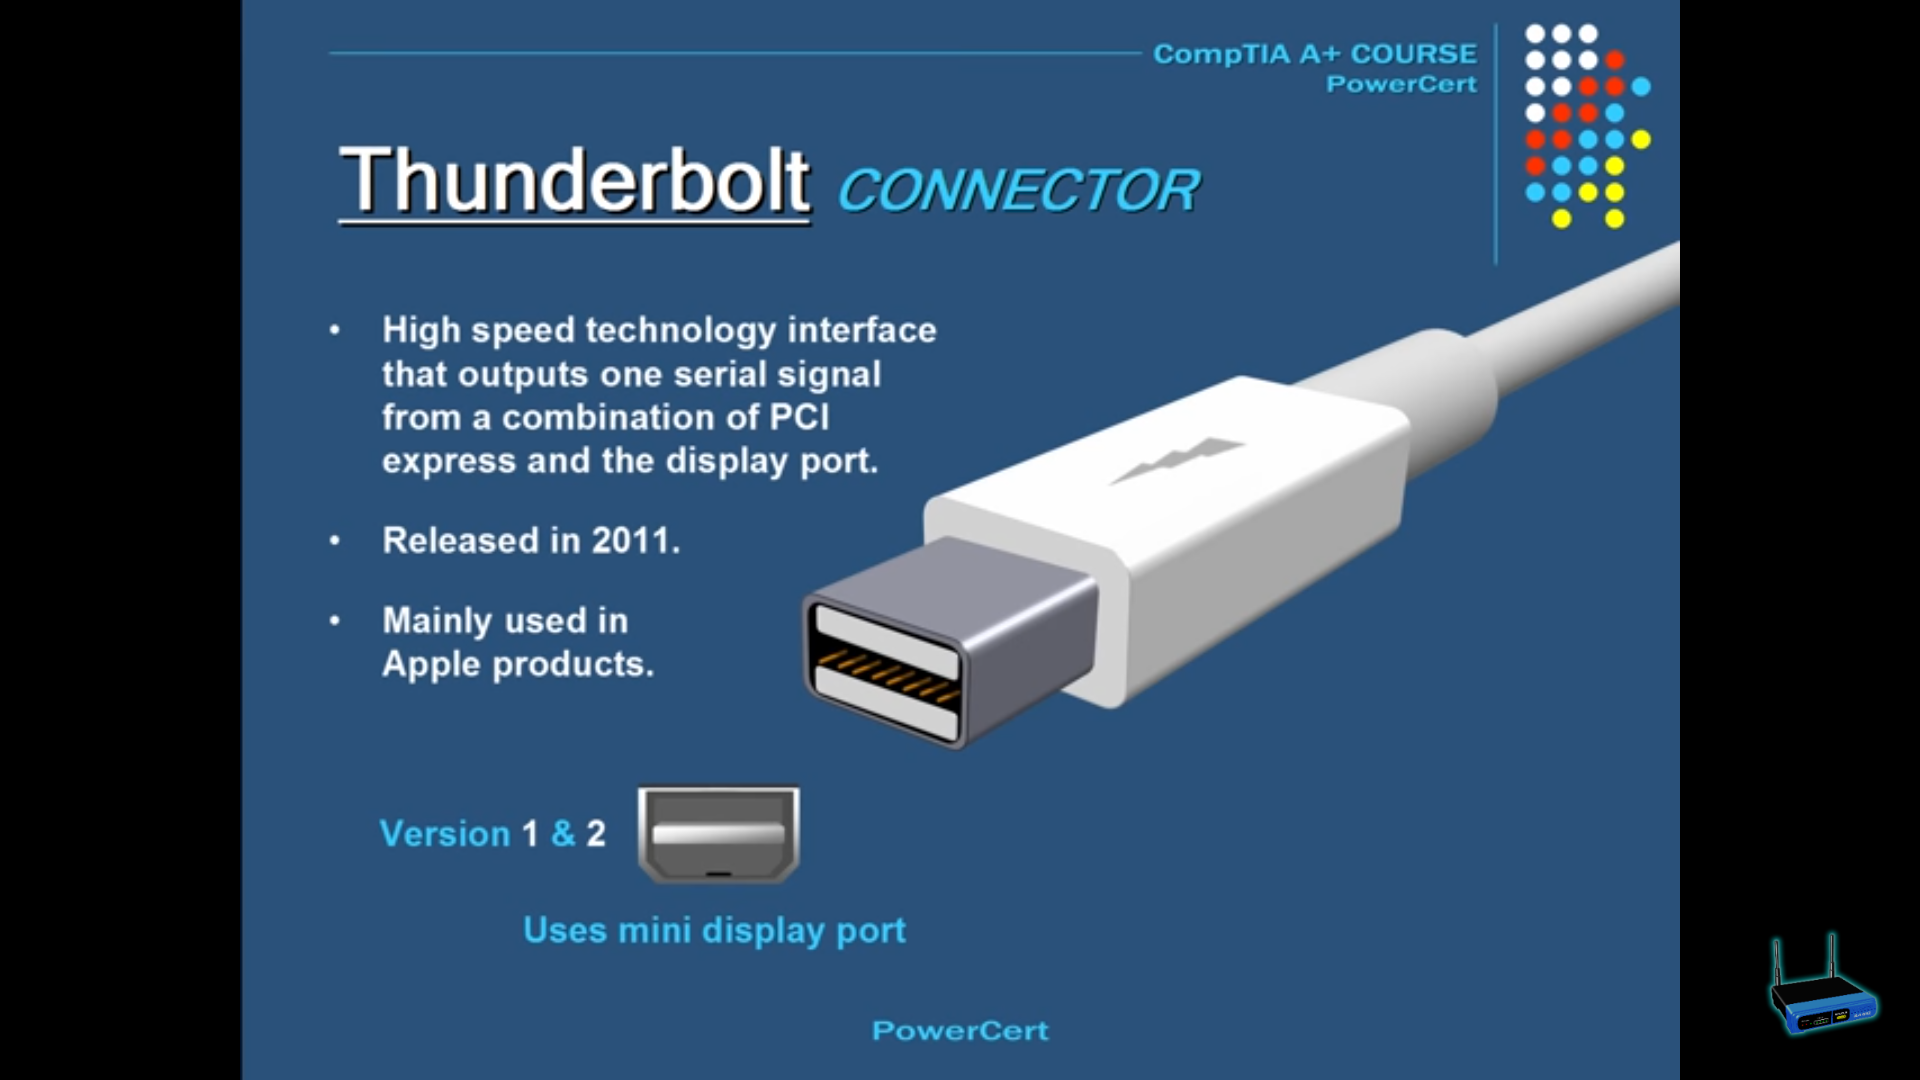 CompTIA A+ COURSE
PowerCert
Thunderbolt CONNECTOR
• High speed technology interface
that outputs one serial signal
from a combination of PCI
express and the display port.
• Released in 2011.
• Mainly used in
Apple products.
Version 1 & 2
Uses mini display port
PowerCert